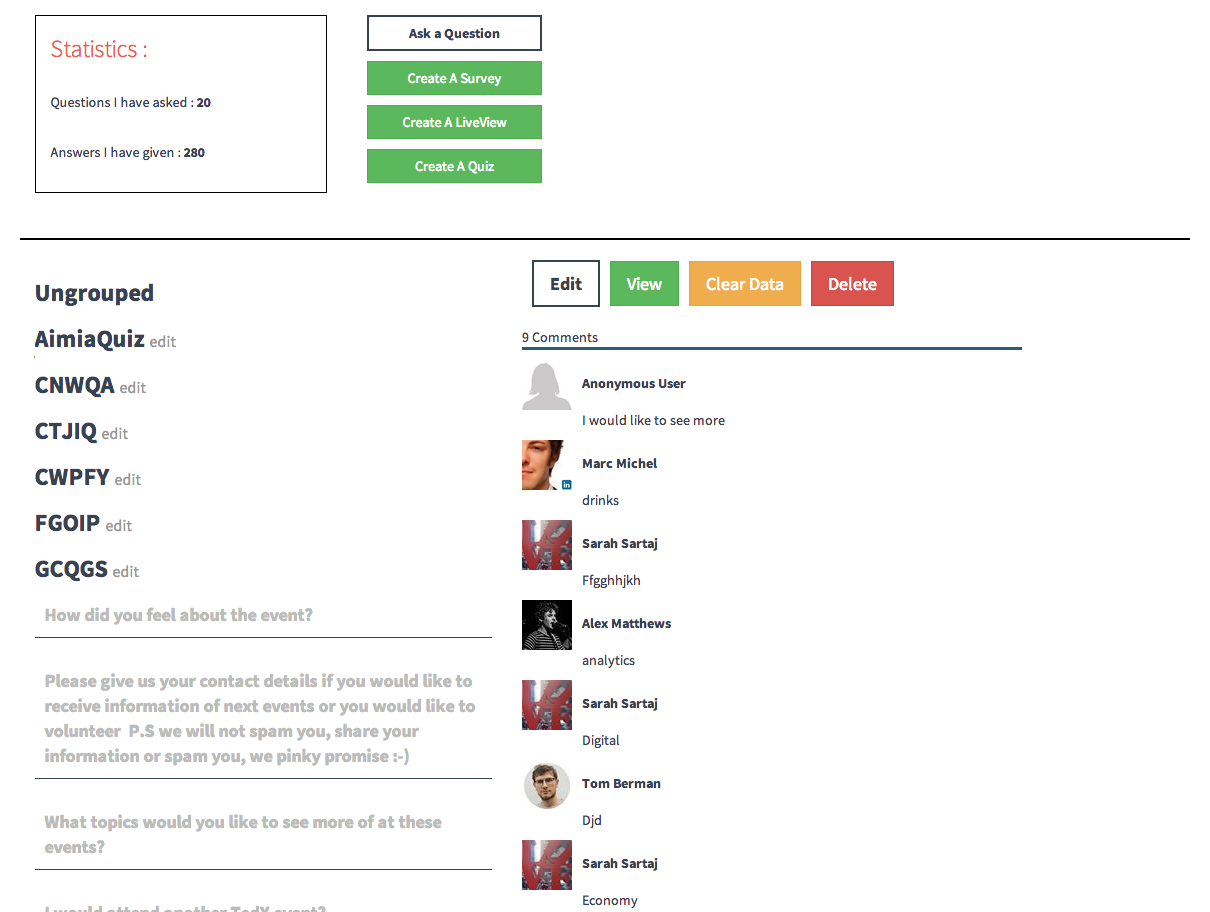 Statistics :
Questions I have asked : 20
Answers I have given : 280
Ask a Question
Create A Survey
Create A LiveView
Create A Quiz
Ungrouped
AimiaQuiz edit
CNWQA edit
CTJIQ edit
CWPFY edit
FGOIP edit
GCQGS edit
How did you feel about the event?
Please give us your contact details if you would like to
receive information of next events or you would like to
volunteer  P.S we will not spam you, share your
information or spam you, we pinky promise :-)
What topics would you like to see more of at these
events?
I would attend another TedX event?
Edit
View
Clear Data
Delete
9 Comments
Anonymous User
I would like to see more
Marc Michel
in
drinks
Sarah Sartaj
Ffgghhjkh
Alex Matthews
analytics
Sarah Sartaj
Digital
Tom Berman
Djd
Sarah Sartaj
Economy